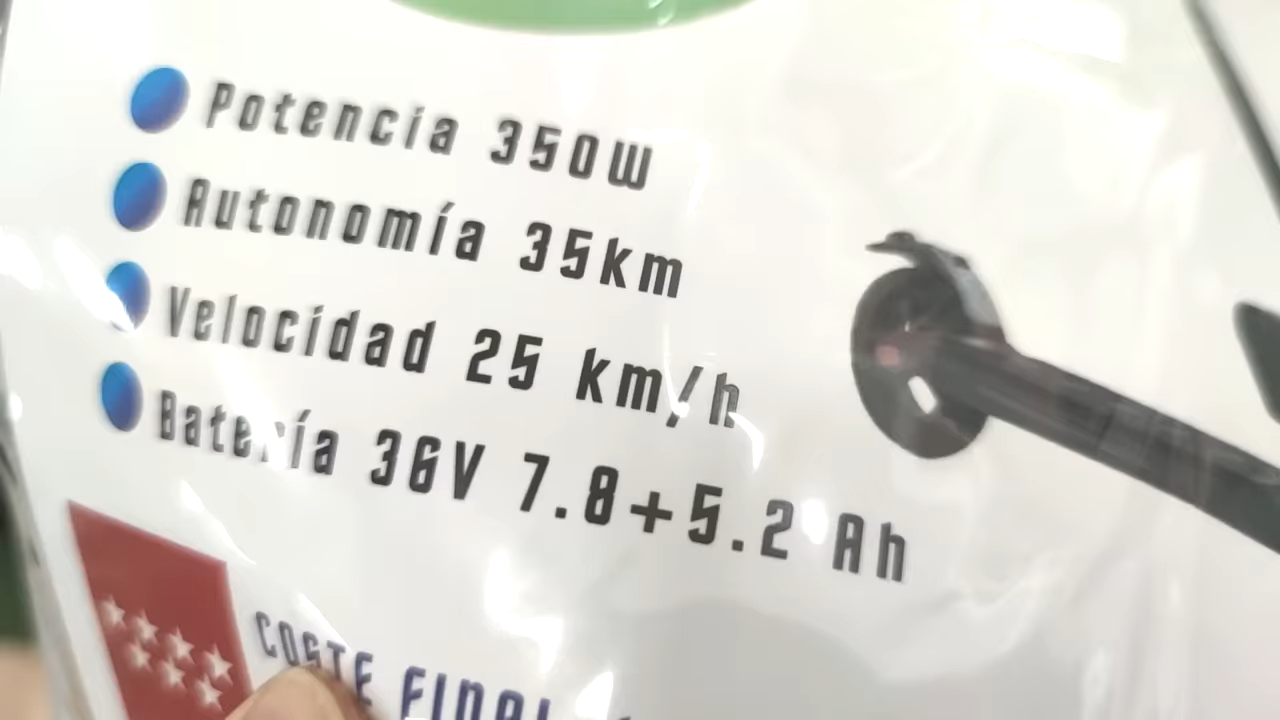 Potencia 350W
Autonomía 35km
Velocidad 25 km/h
Batería 36V 7.8+5.2 Ah
COSTE FINAL